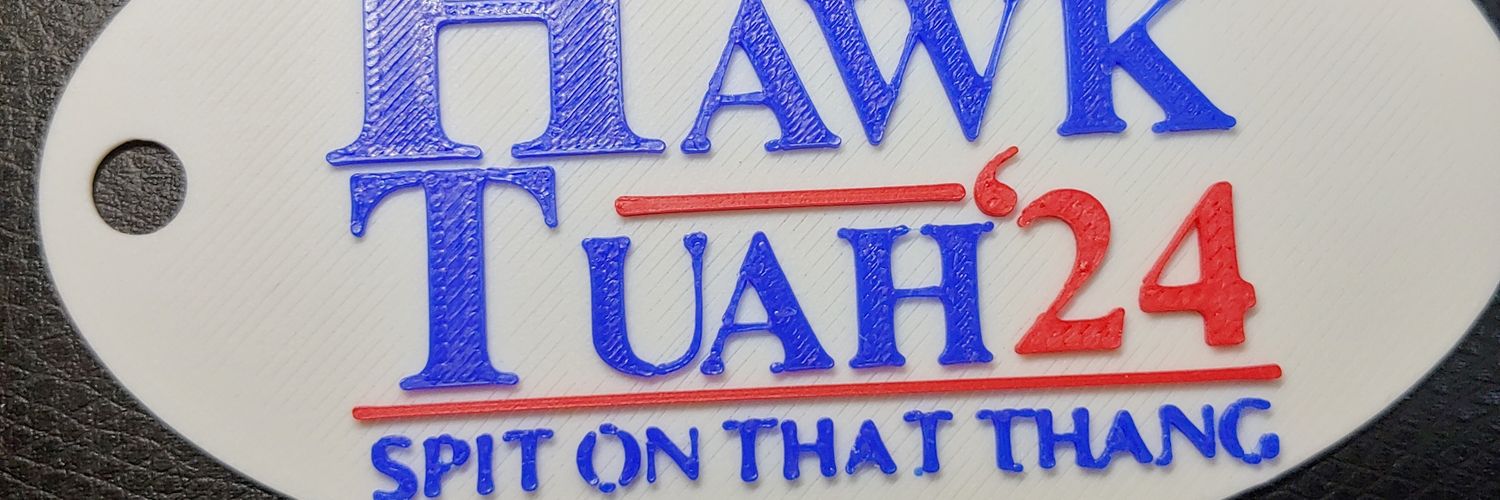 HAWK
TUAH ‘24
SPIT ON THAT THANG